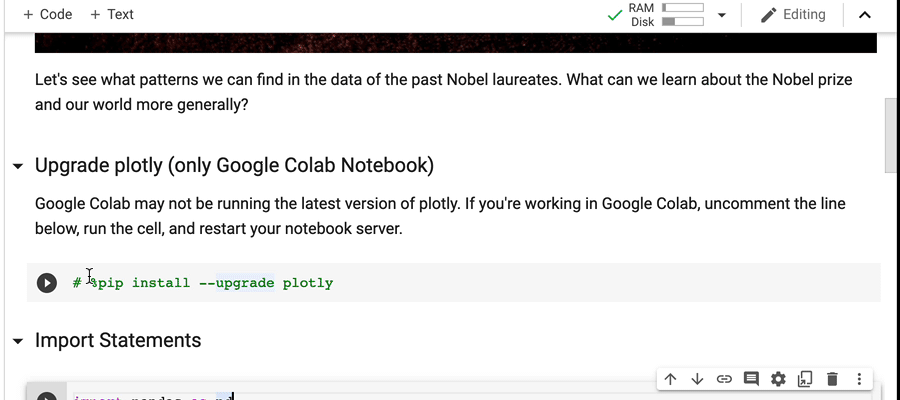 + Code + Text
RAM
Disk
Editing
Let's see what patterns we can find in the data of the past Nobel laureates. What can we learn about the Nobel prize
and our world more generally?
Upgrade plotly (only Google Colab Notebook)
Google Colab may not be running the latest version of plotly. If you're working in Google Colab, uncomment the line
below, run the cell, and restart your notebook server.
# %pip install --upgrade plotly
Import Statements
import pandas as pd